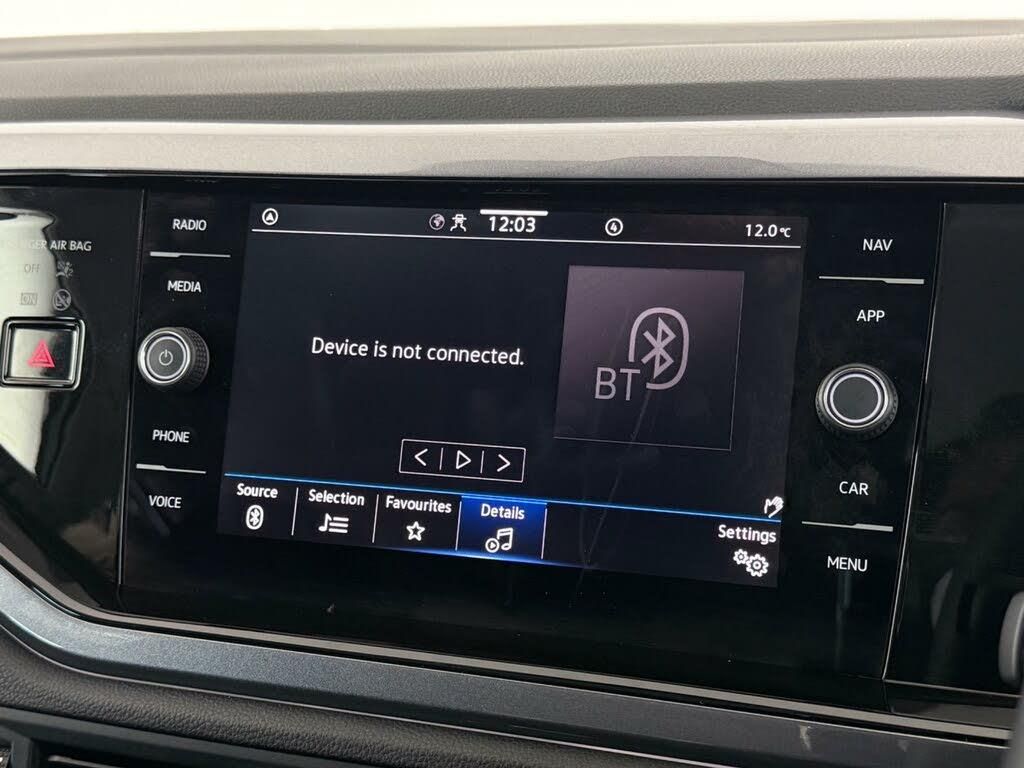 12:03
4
12.0°C
RADIO
MEDIA
PHONE
VOICE
AIR BAG
OFF
ON
Device is not connected.
BT
Source
Selection
Favourites
Details
Settings
NAV
APP
CAR
MENU